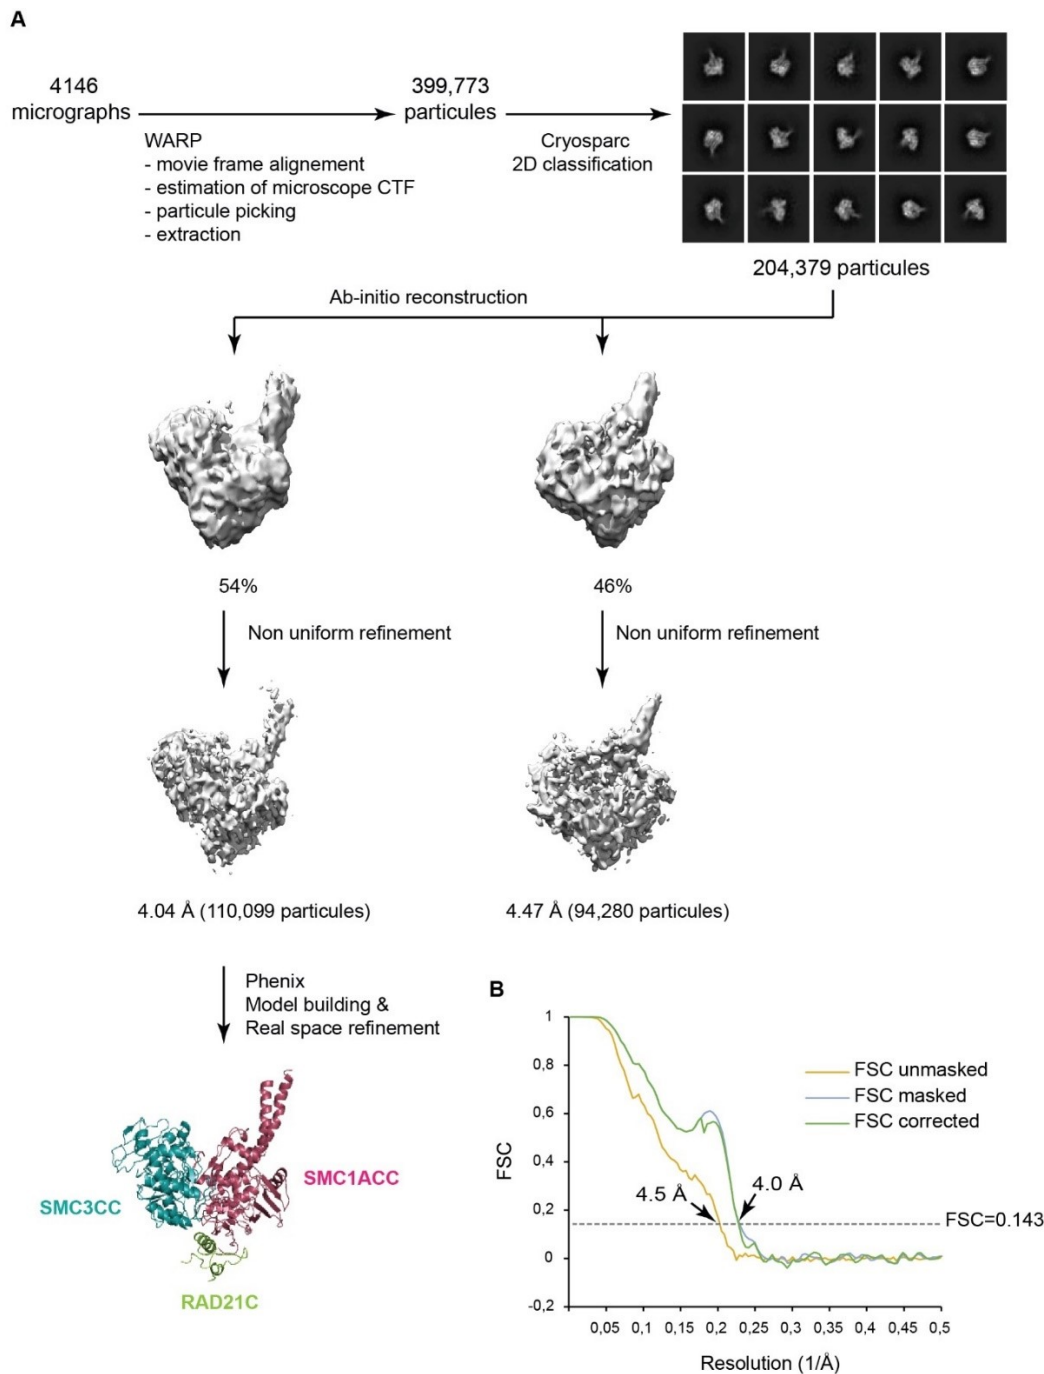 A
4146
micrographs
399,773
particules
WARP
- movie frame alignement
- estimation of microscope CTF
- particule picking
- extraction
Cryosparc
2D classification
204,379 particules
Ab-initio reconstruction
54%
46%
Non uniform refinement
Non uniform refinement
4.04 Å (110,099 particules)
4.47 Å (94,280 particules)
Phenix
Model building &
Real space refinement
SMC3CC
SMC1ACC
RAD21C
B
FSC
1
0,8
0,6
0,4
0,2
0
-0,2
FSC unmasked
FSC masked
FSC corrected
4.5 Å
4.0 Å
FSC=0.143
0,05 0,1 0,15 0,2 0,25 0,3 0,35 0,4 0,45 0,5
Resolution (1/Å)